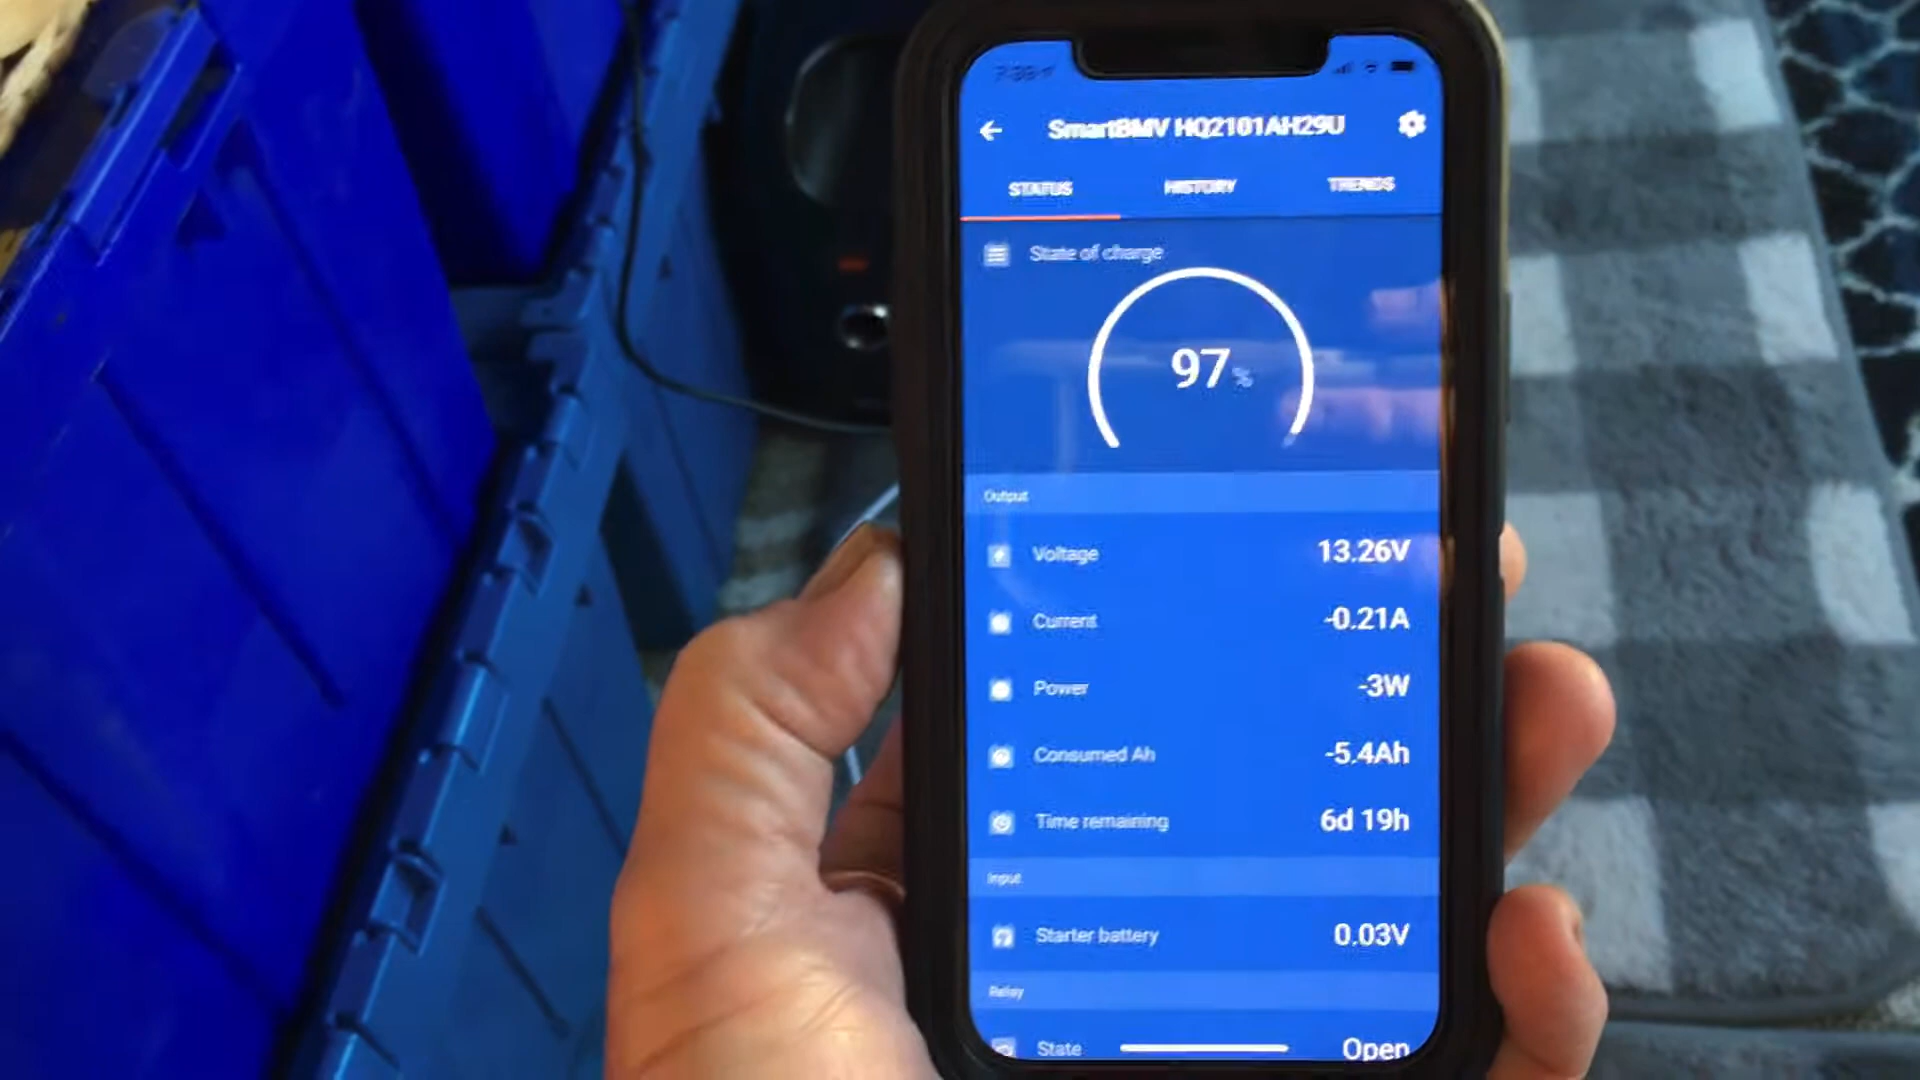 SmartBMV HQ2101AH29U
STATUS HISTORY TRENDS
State of charge
97 %
Output
Voltage 13.26V
Current -0.21A
Power -3W
Consumed Ah -5.4Ah
Time remaining 6d 19h
Input
Starter battery 0.03V
Relay
State Open